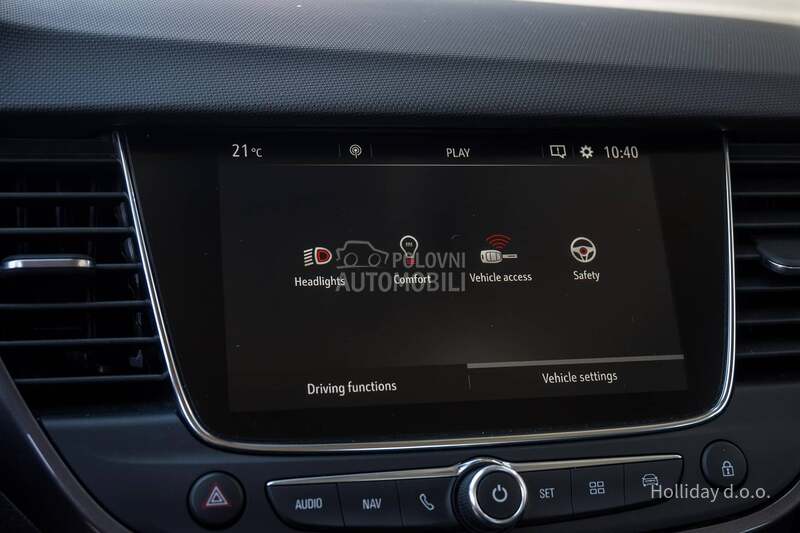 21 °C PLAY 10:40
POLOVNI
AUTOMOBILI
Headlights Comfort Vehicle access Safety
Driving functions Vehicle settings
AUDIO NAV SET
Holliday d.o.o.